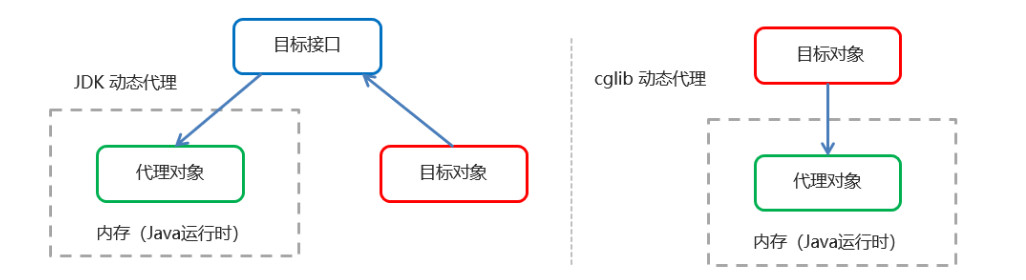 目标接口
JDK 动态代理
代理对象
目标对象
内存（Java运行时）
目标对象
cglib 动态代理
代理对象
内存（Java运行时）